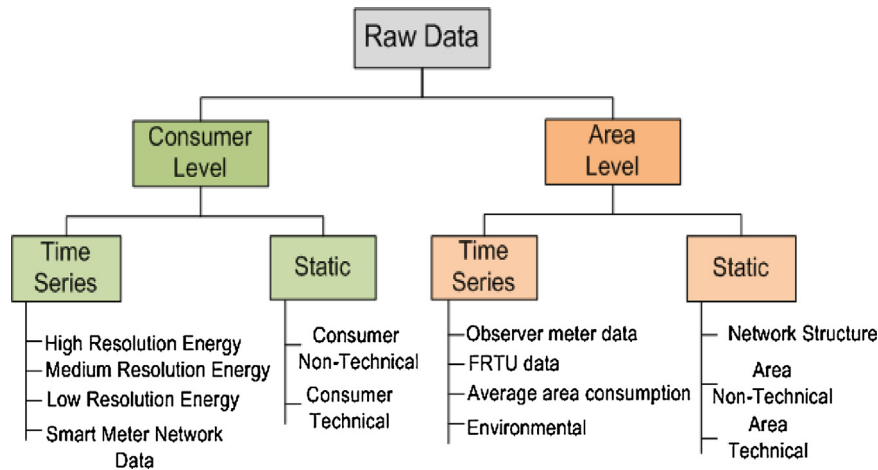 Raw Data
Consumer
Level
Area
Level
Time
Series
Static
Time
Series
Static
High Resolution Energy
Medium Resolution Energy
Low Resolution Energy
Smart Meter Network
Data
Consumer
Non-Technical
Consumer
Technical
Observer meter data
FRTU data
Average area consumption
Environmental
Network Structure
Area
Non-Technical
Area
Technical